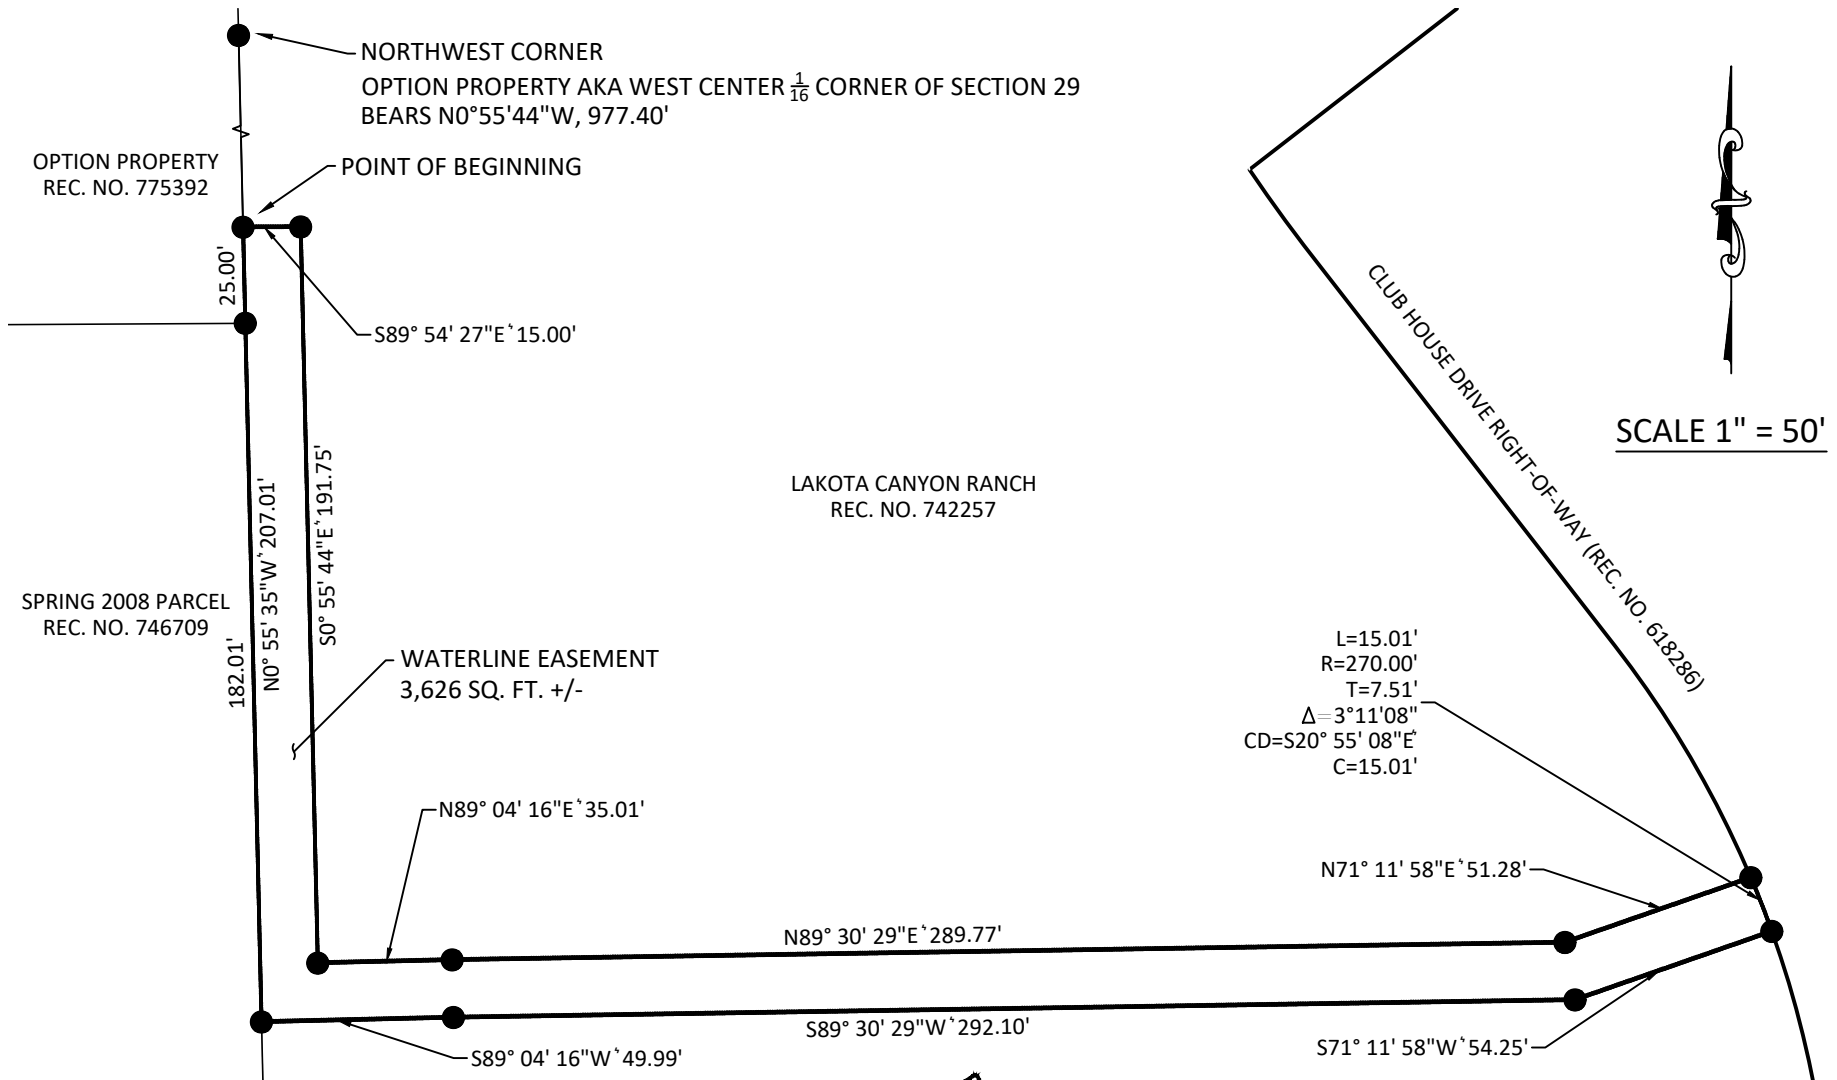 NORTHWEST CORNER
OPTION PROPERTY AKA WEST CENTER 1/16 CORNER OF SECTION 29
BEARS N0°55'44"W, 977.40'
OPTION PROPERTY
REC. NO. 775392
POINT OF BEGINNING
25.00'
S89° 54' 27"E 15.00'
CLUB HOUSE DRIVE RIGHT-OF-WAY (REC. NO. 618286)
SCALE 1" = 50'
LAKOTA CANYON RANCH
REC. NO. 742257
N0° 55' 35"W 207.01'
S0° 55' 44"E 191.75'
SPRING 2008 PARCEL
REC. NO. 746709
182.01'
WATERLINE EASEMENT
3,626 SQ. FT. +/-
L=15.01'
R=270.00'
T=7.51'
Δ=3°11'08"
CD=S20° 55' 08"E
C=15.01'
N89° 04' 16"E 35.01'
N71° 11' 58"E 51.28'
N89° 30' 29"E 289.77'
S89° 30' 29"W 292.10'
S89° 04' 16"W 49.99'
S71° 11' 58"W 54.25'